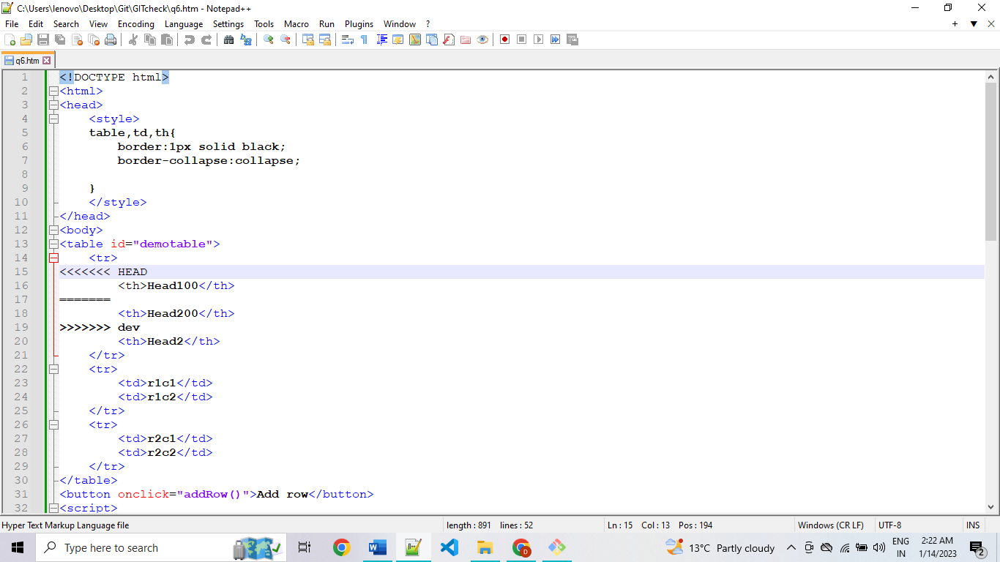 C:\Users\lenovo\Desktop\Git\GITcheck\q6.htm - Notepad++
File Edit Search View Encoding Language Settings Tools Macro Run Plugins Window ?
q6.htm
1 <!DOCTYPE html>
2 <html>
3 <head>
4 <style>
5 table,td,th{
6 border:1px solid black;
7 border-collapse:collapse;
8
9 }
10 </style>
11 </head>
12 <body>
13 <table id="demotable">
14 <tr>
15 <<<<<<< HEAD
16 <th>Head100</th>
17 =======
18 <th>Head200</th>
19 >>>>>>> dev
20 <th>Head2</th>
21 </tr>
22 <tr>
23 <td>r1c1</td>
24 <td>r1c2</td>
25 </tr>
26 <tr>
27 <td>r2c1</td>
28 <td>r2c2</td>
29 </tr>
30 </table>
31 <button onclick="addRow()">Add row</button>
32 <script>
Hyper Text Markup Language file length : 891 lines : 52 Ln : 15 Col : 13 Pos : 194 Windows (CR LF) UTF-8 INS
Type here to search 13°C Partly cloudy ENG IN 2:22 AM 1/14/2023 2